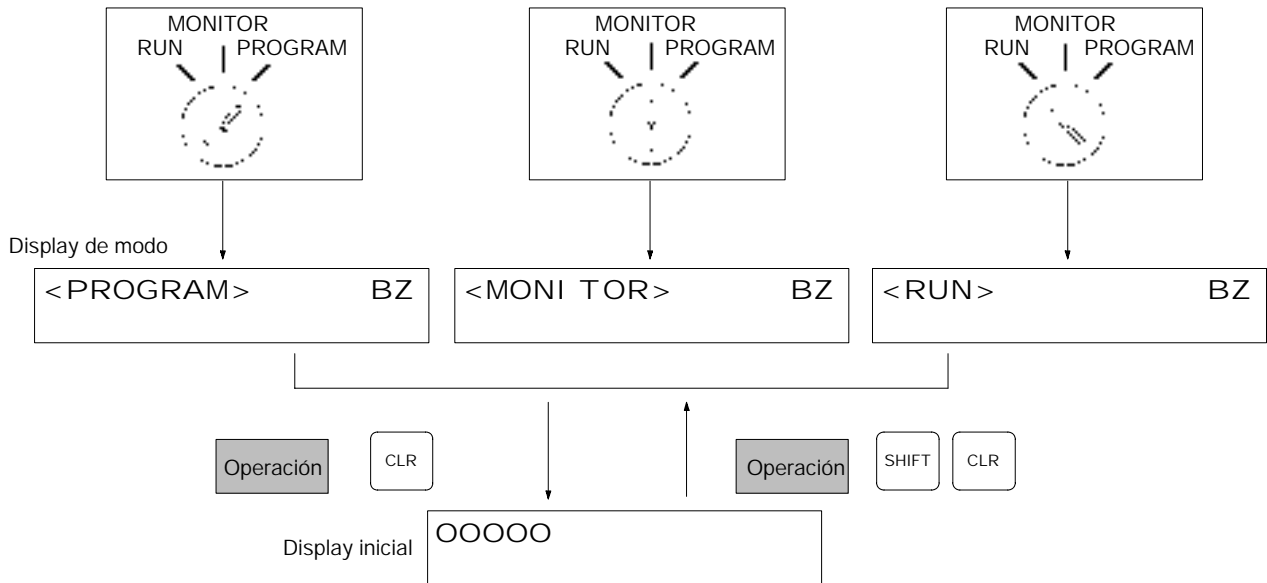 MONITOR
RUN PROGRAM
MONITOR
RUN PROGRAM
MONITOR
RUN PROGRAM
Display de modo
<PROGRAM> BZ
<MONI TOR> BZ
<RUN> BZ
Operación CLR
Operación SHIFT CLR
Display inicial OOOOO